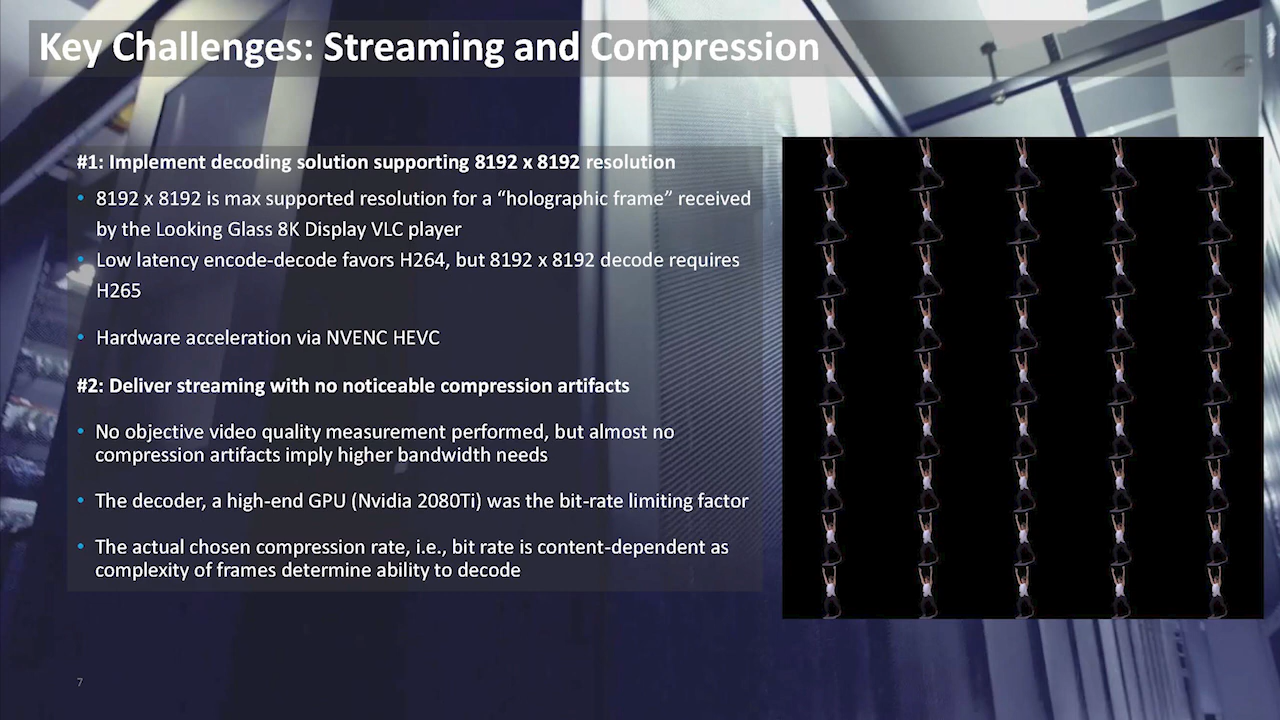 Key Challenges: Streaming and Compression
#1: Implement decoding solution supporting 8192 x 8192 resolution
• 8192 x 8192 is max supported resolution for a “holographic frame” received
by the Looking Glass 8K Display VLC player
• Low latency encode-decode favors H264, but 8192 x 8192 decode requires
H265
• Hardware acceleration via NVENC HEVC
#2: Deliver streaming with no noticeable compression artifacts
• No objective video quality measurement performed, but almost no
compression artifacts imply higher bandwidth needs
• The decoder, a high-end GPU (Nvidia 2080Ti) was the bit-rate limiting factor
• The actual chosen compression rate, i.e., bit rate is content-dependent as
complexity of frames determine ability to decode
7